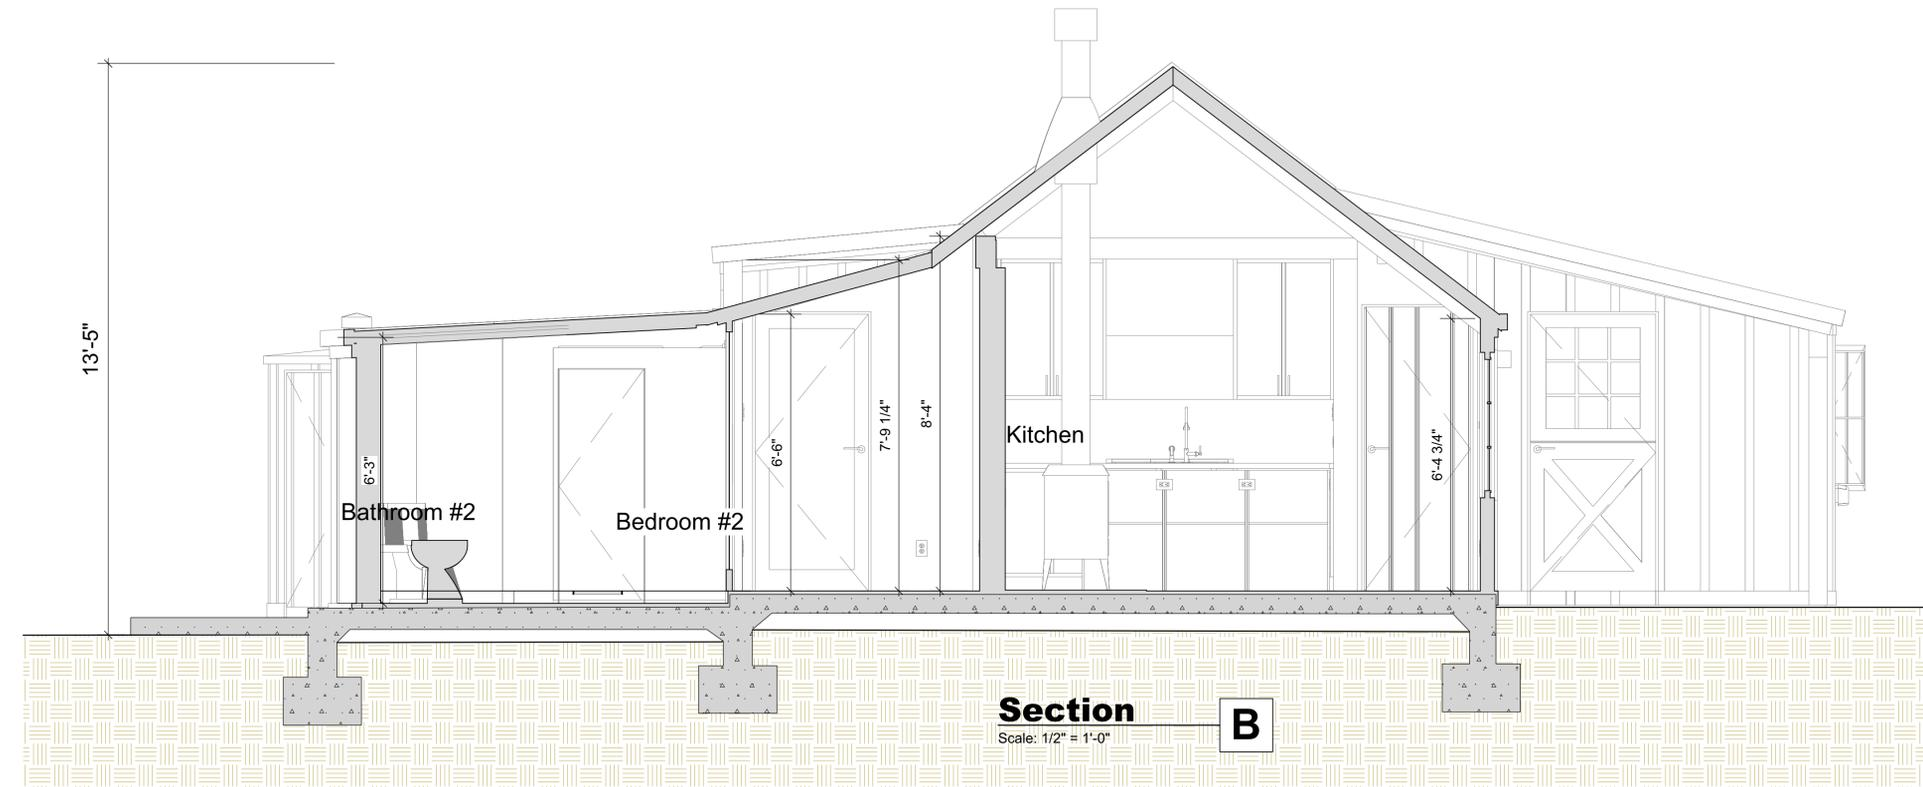 13'-5"
6'-3"
Bathroom #2
Bedroom #2
6'-6"
7'-9 1/4"
8'-4"
Kitchen
6'-4 3/4"
Section
B
Scale: 1/2" = 1'-0"